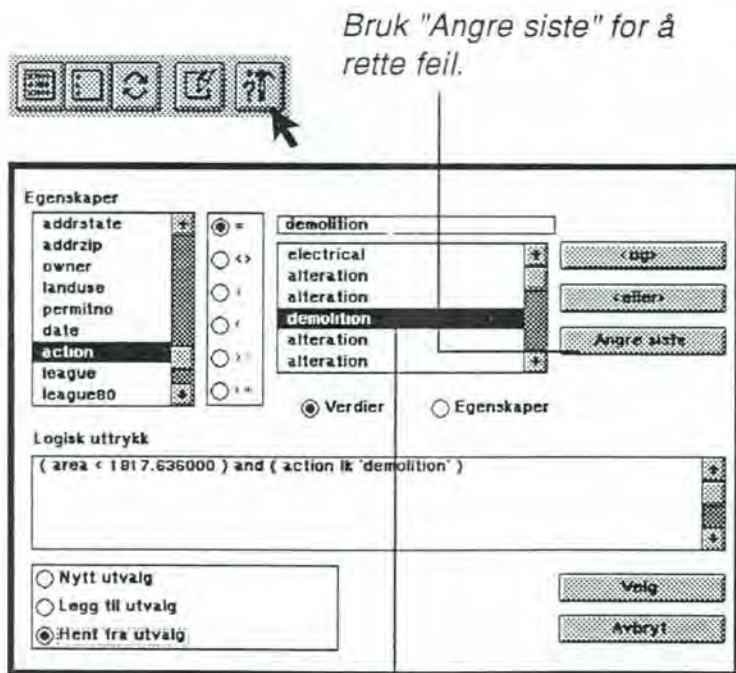 Bruk "Angre siste" for å
rette feil.
Egenskaper
addrstate
addrzip
owner
landuse
permitno
date
action
league
league80
=
<>
demolition
electrical
alteration
alteration
demolition
alteration
alteration
<og>
<eller>
Angre siste
Verdier
Egenskaper
Logisk uttrykk
( area < 1817.636000 ) and ( action lk 'demolition' )
Nytt utvalg
Legg til utvalg
Hent fra utvalg
Velg
Avbryt